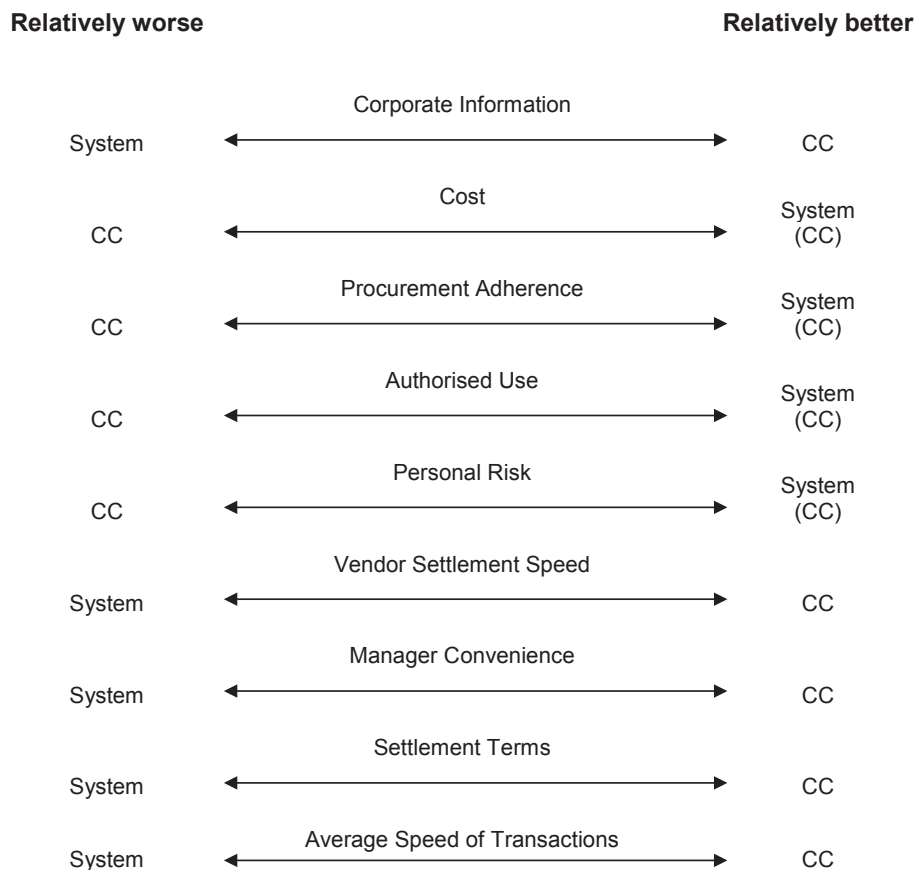 Relatively worse Relatively better
Corporate Information
System CC
Cost
CC System
(CC)
Procurement Adherence
CC System
(CC)
Authorised Use
CC System
(CC)
Personal Risk
CC System
(CC)
Vendor Settlement Speed
System CC
Manager Convenience
System CC
Settlement Terms
System CC
Average Speed of Transactions
System CC